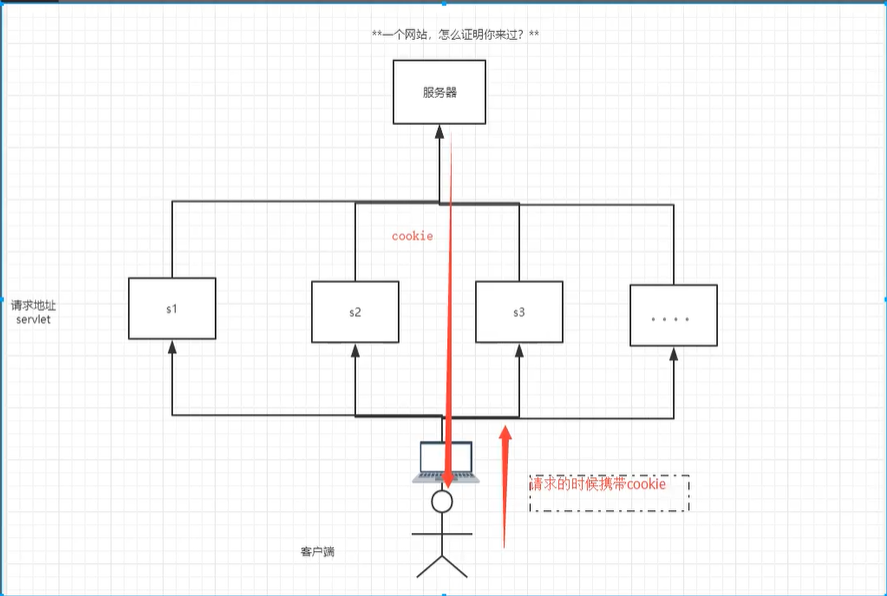 **一个网站，怎么证明你来过？**
服务器
cookie
请求地址
servlet
s1
s2
s3
....
请求的时候携带cookie
客户端